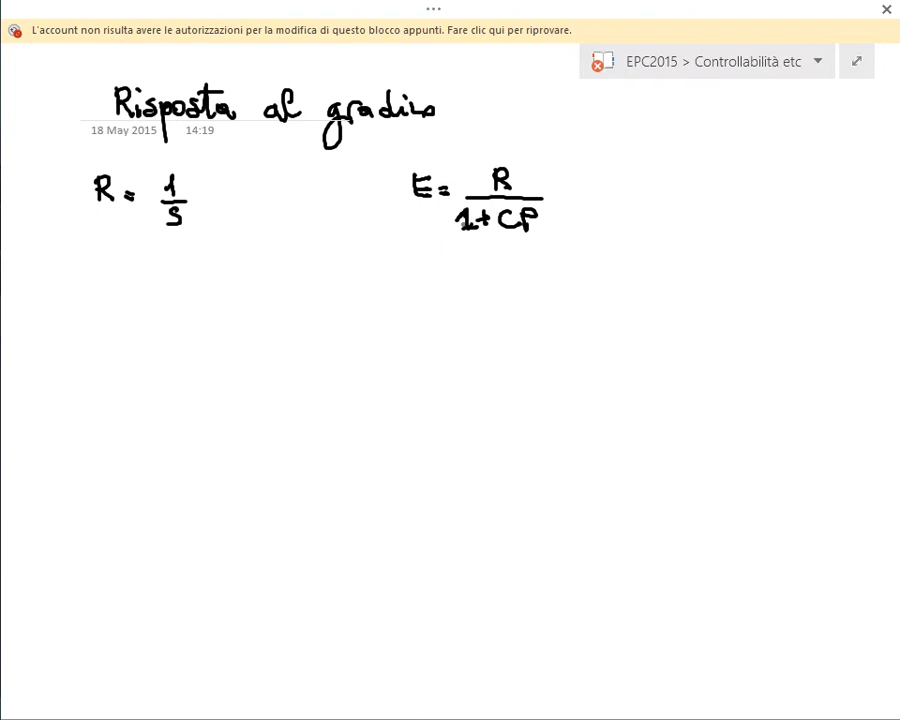 L'account non risulta avere le autorizzazioni per la modifica di questo blocco appunti. Fare clic qui per riprovare.
EPC2015 > Controllabilità etc
Risposta al gradino
18 May 2015 14:19
R = 1/S
E = R/(1+CP)